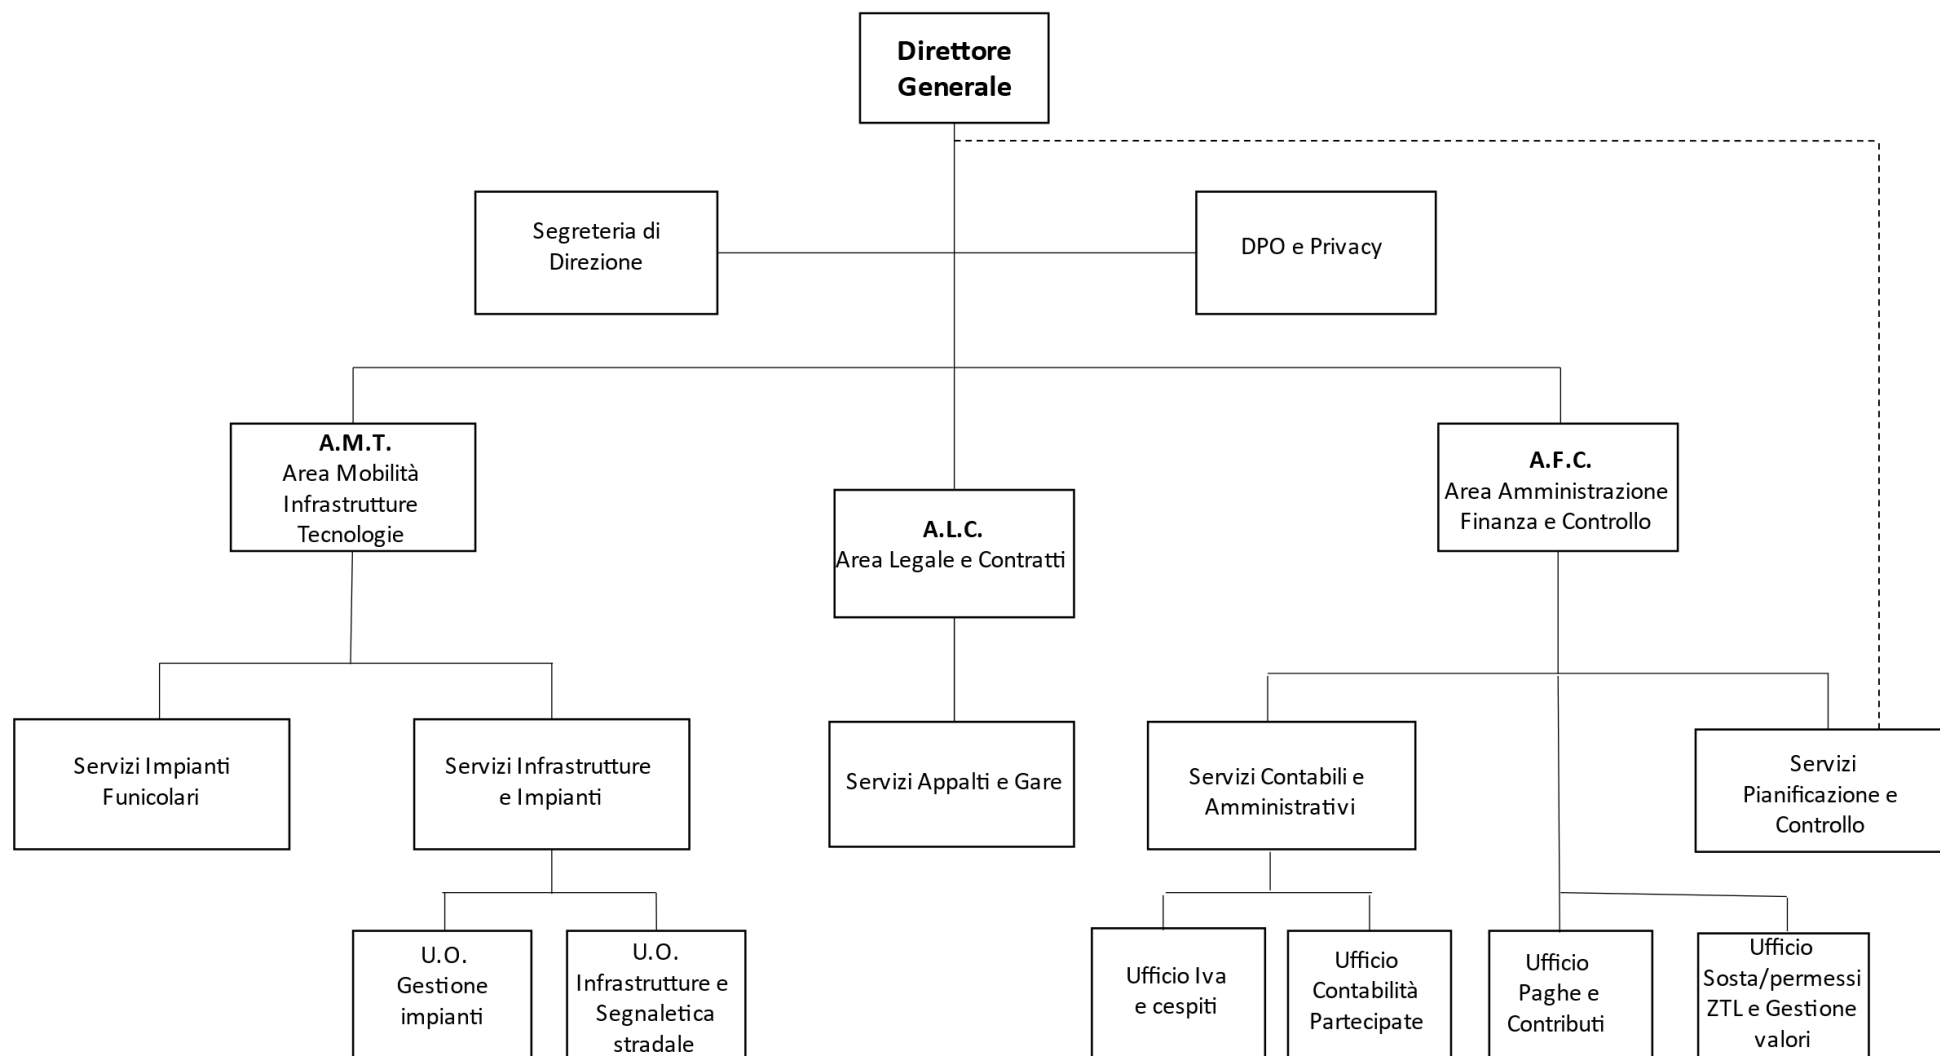 Direttore
Generale
Segreteria di
Direzione
DPO e Privacy
A.M.T.
Area Mobilità
Infrastrutture
Tecnologie
A.L.C.
Area Legale e Contratti
A.F.C.
Area Amministrazione
Finanza e Controllo
Servizi Impianti
Funicolari
Servizi Infrastrutture
e Impianti
Servizi Appalti e Gare
Servizi Contabili e
Amministrativi
Servizi
Pianificazione e
Controllo
U.O.
Gestione
impianti
U.O.
Infrastrutture e
Segnaletica
stradale
Ufficio Iva
e cespiti
Ufficio
Contabilità
Partecipate
Ufficio
Paghe e
Contributi
Ufficio
Sosta/permessi
ZTL e Gestione
valori